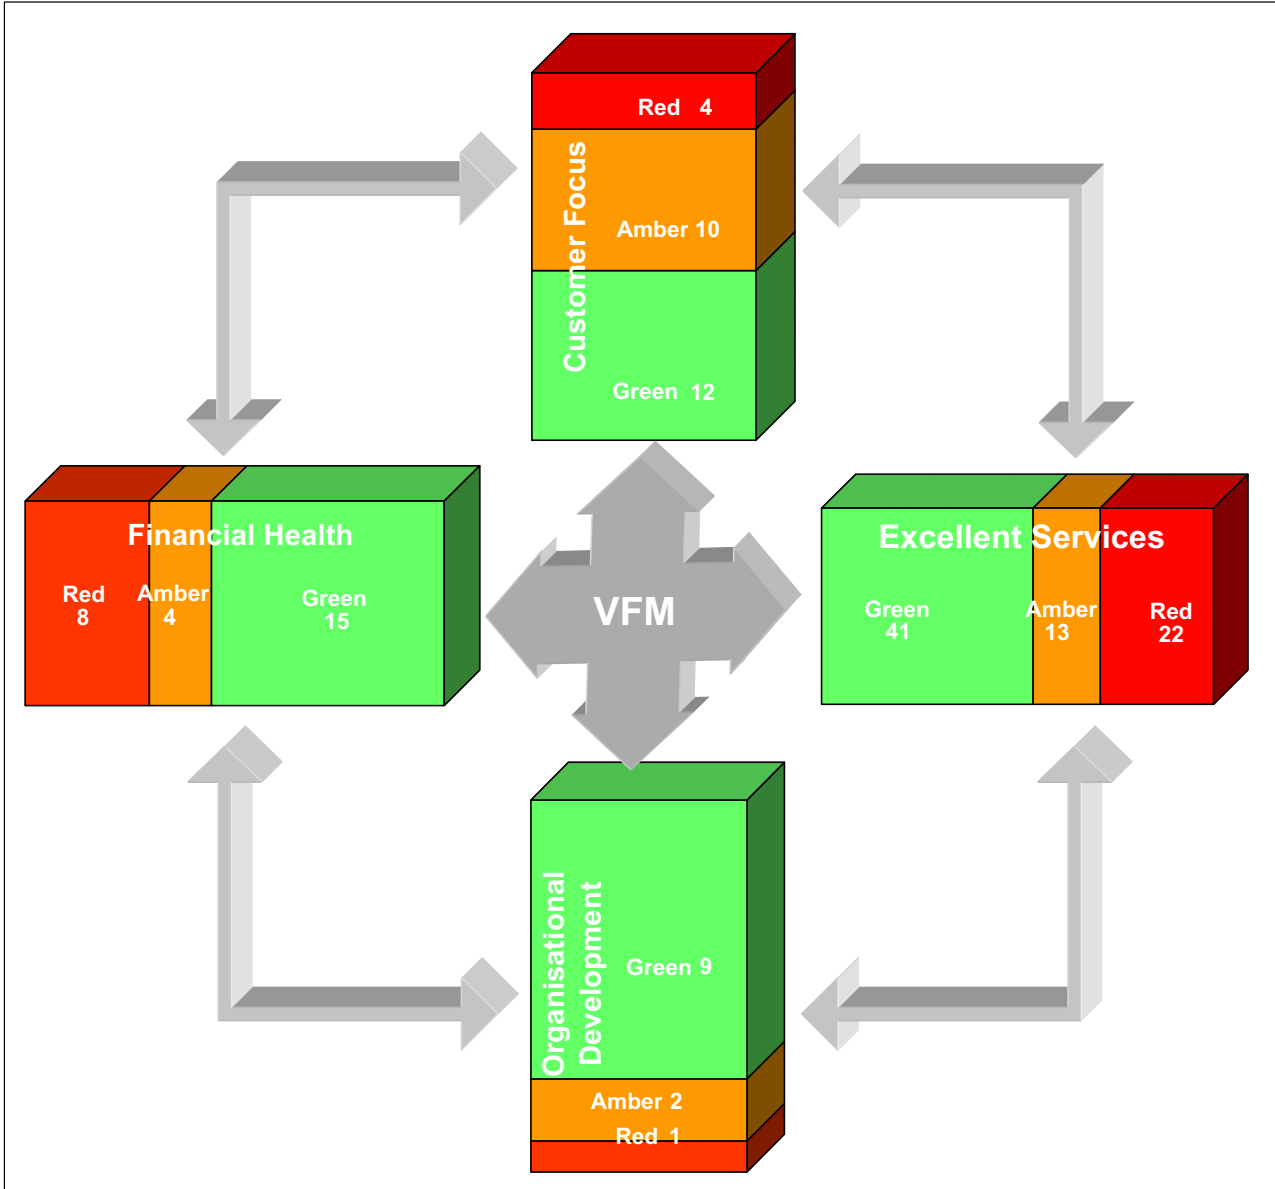 Customer Focus
Red 4
Amber 10
Green 12
Financial Health
Red
8
Amber
4
Green
15
VFM
Excellent Services
Green
41
Amber
13
Red
22
Organisational
Development
Green 9
Amber 2
Red 1